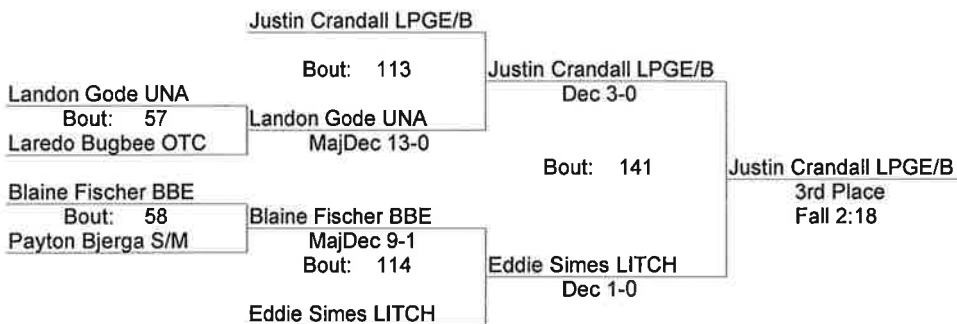 Justin Crandall LPGE/B
Bout: 113
Justin Crandall LPGE/B
Dec 3-0
Landon Gode UNA
Bout: 57
Laredo Bugbee OTC
Landon Gode UNA
MajDec 13-0
Bout: 141
Justin Crandall LPGE/B
3rd Place
Fall 2:18
Blaine Fischer BBE
Bout: 58
Payton Bjerga S/M
Blaine Fischer BBE
MajDec 9-1
Bout: 114
Eddie Simes LITCH
Dec 1-0
Eddie Simes LITCH